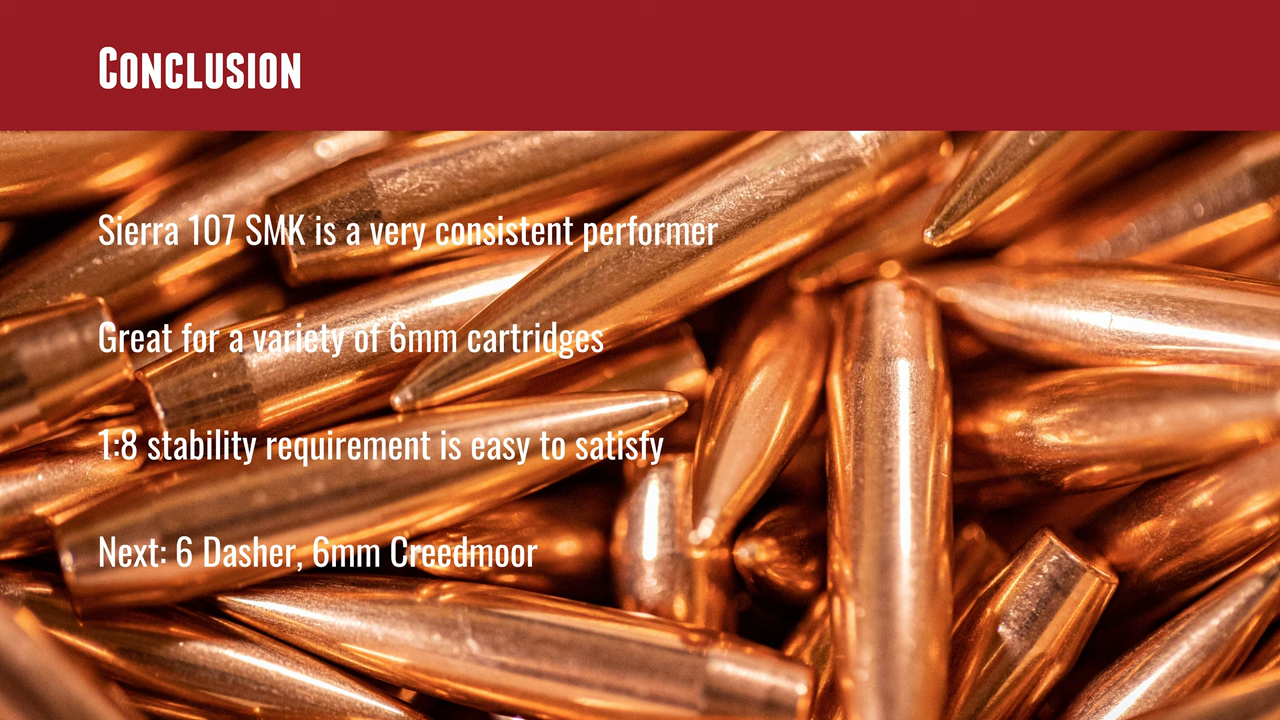 Conclusion
Sierra 107 SMK is a very consistent performer
Great for a variety of 6mm cartridges
1:8 stability requirement is easy to satisfy
Next: 6 Dasher, 6mm Creedmoor